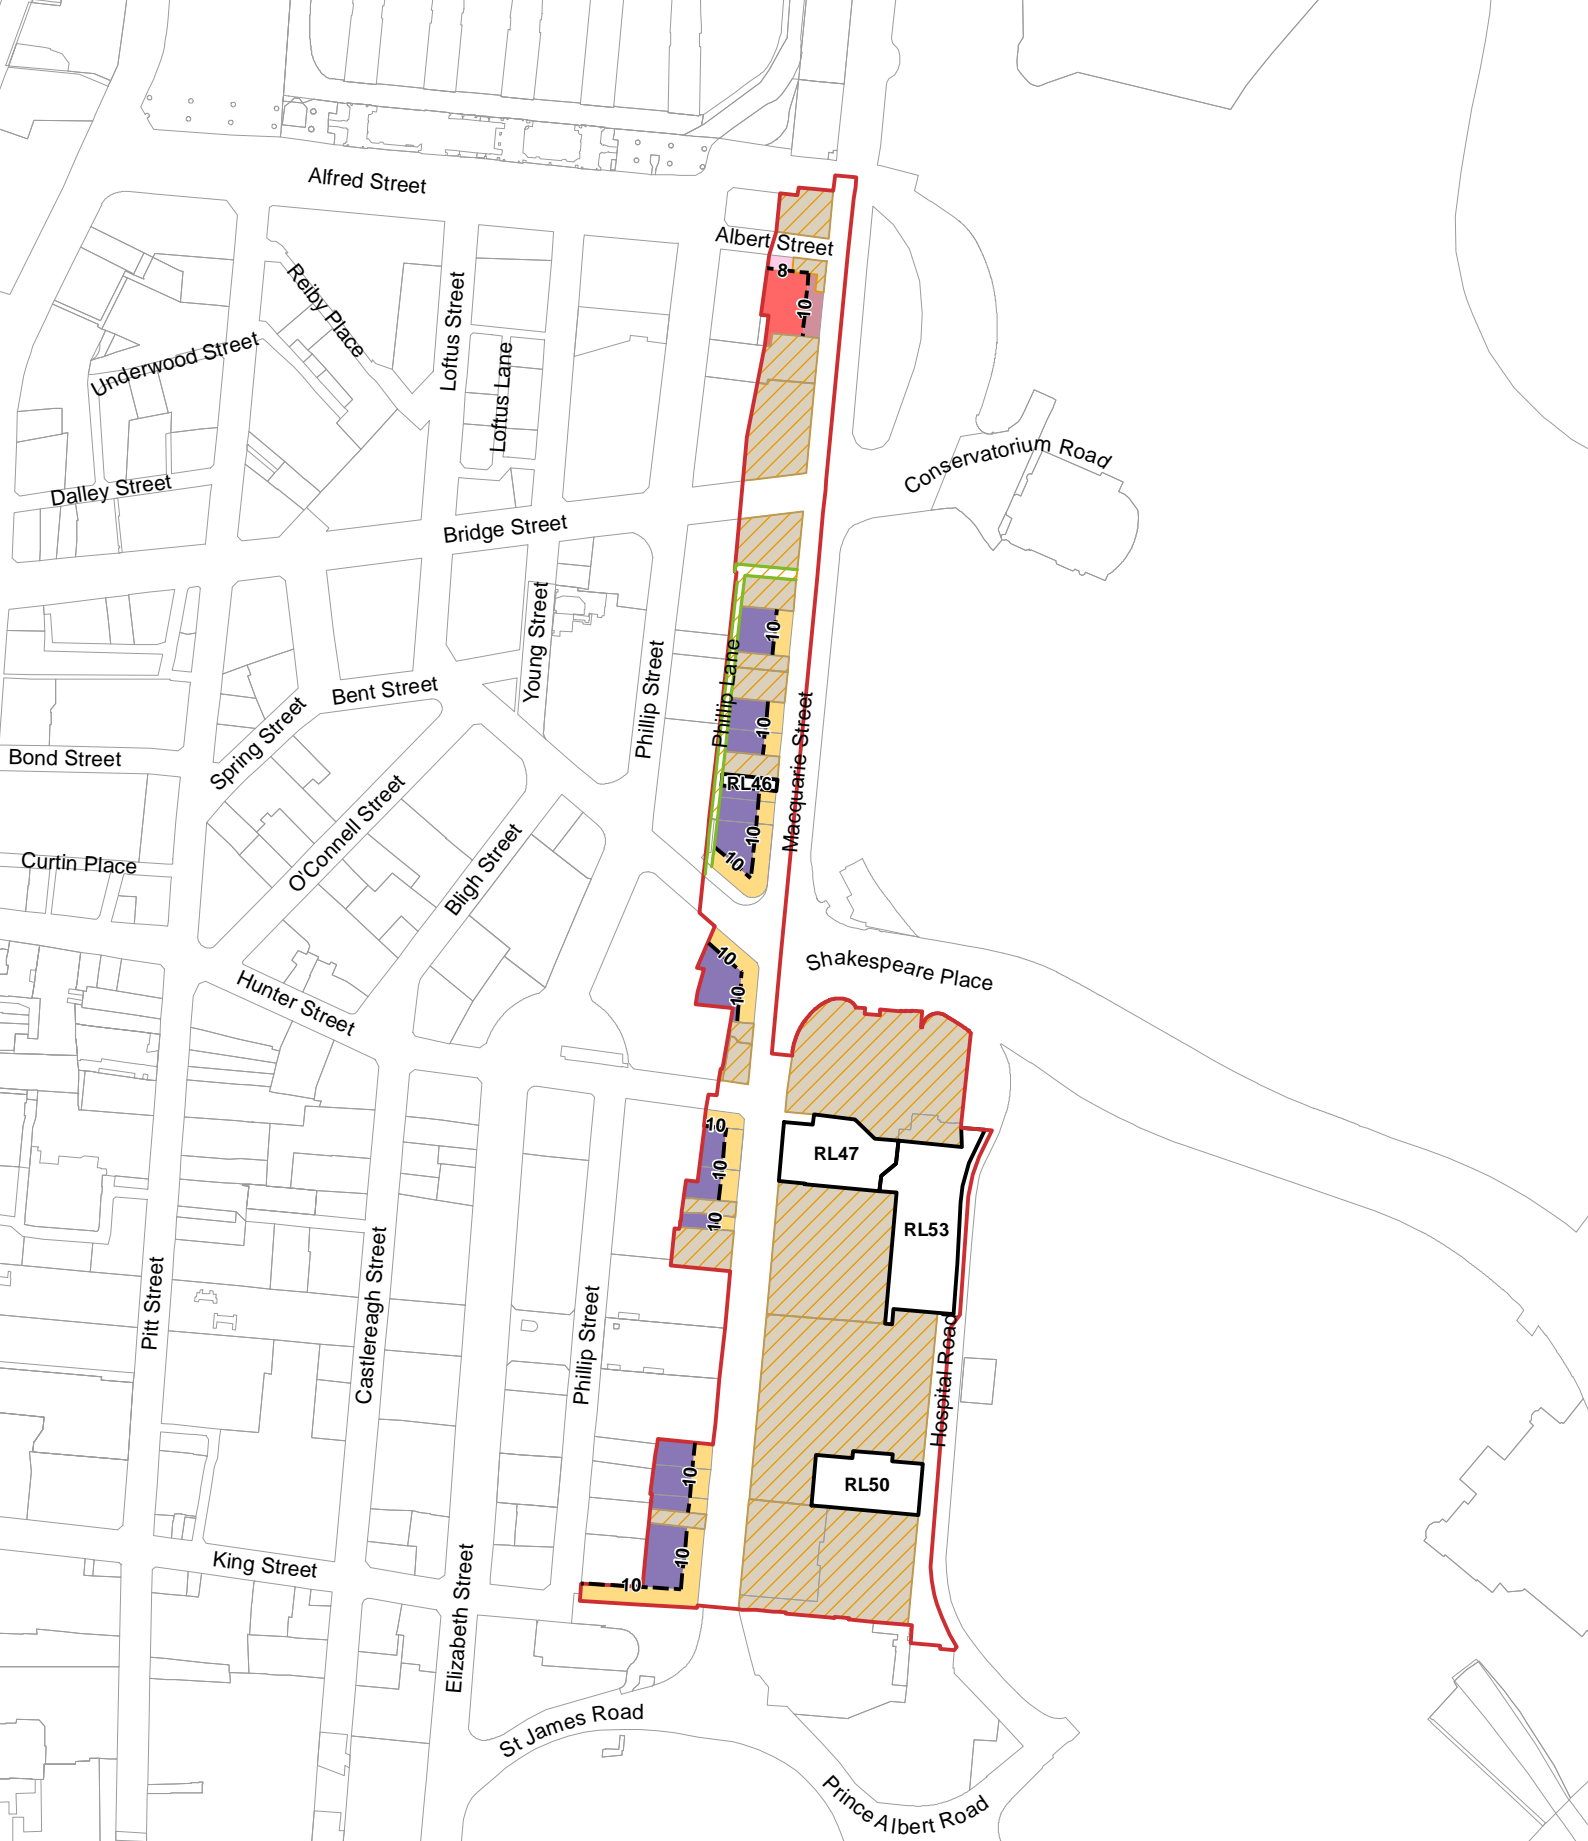 Alfred Street
Albert Street
8
10
Reiby Place
Loftus Street
Underwood Street
Loftus Lane
Conservatorium Road
Dalley Street
Bridge Street
Young Street
10
Phillip Street
Phillip Lane
Bent Street
Macquarie Street
10
Spring Street
Bond Street
RL46
O'Connell Street
10
Bligh Street
10
Curtin Place
Shakespeare Place
10
10
Hunter Street
10
RL47
10
10
RL53
Pitt Street
Castlereagh Street
Phillip Street
Hospital Road
10
RL50
10
King Street
10
Elizabeth Street
St James Road
Prince Albert Road